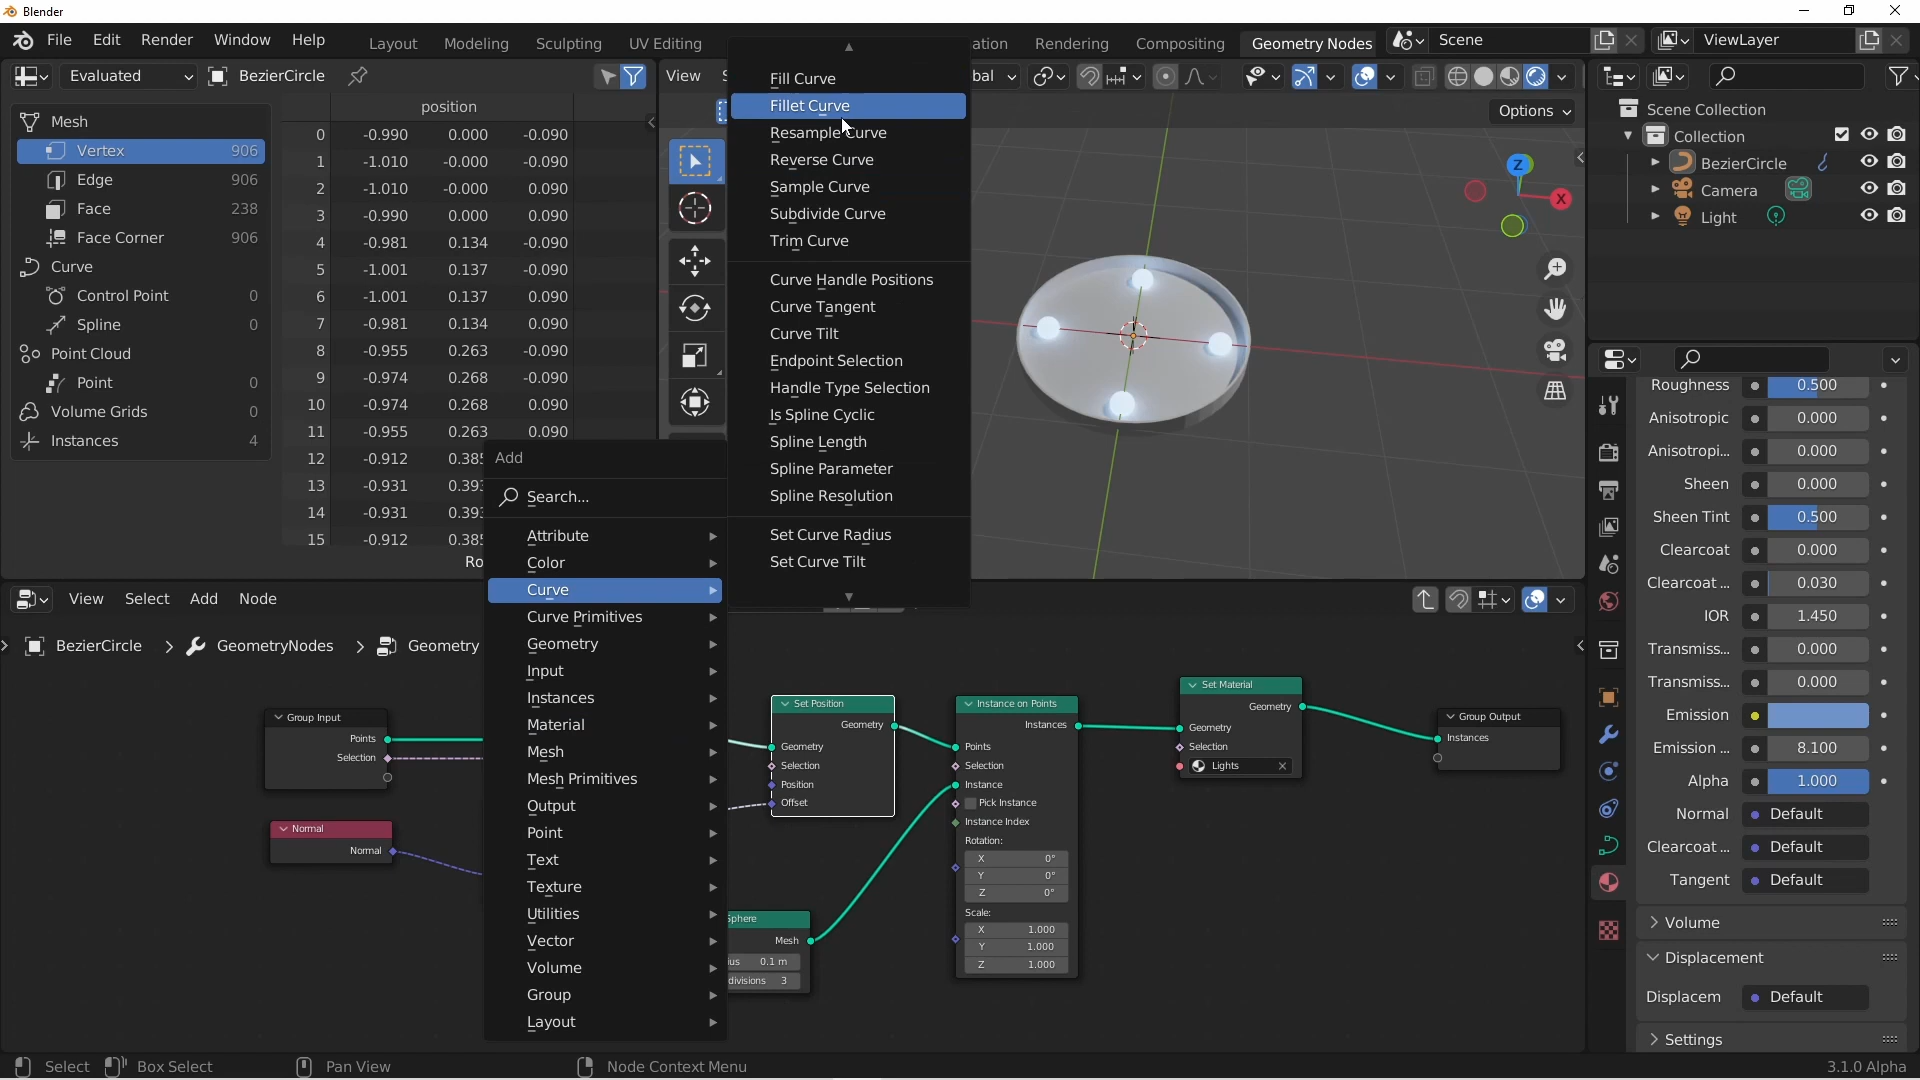 Blender
File Edit Render Window Help Layout Modeling Sculpting UV Editing ation Rendering Compositing Geometry Nodes Scene ViewLayer
Evaluated BezierCircle View S bal
Options
Mesh
Vertex 906
Edge 906
Face 238
Face Corner 906
Curve
Control Point 0
Spline 0
Point Cloud
Point 0
Volume Grids 0
Instances 4
position
0 -0.990 0.000 -0.090
1 -1.010 -0.000 -0.090
2 -1.010 -0.000 0.090
3 -0.990 0.000 0.090
4 -0.981 0.134 -0.090
5 -1.001 0.137 -0.090
6 -1.001 0.137 0.090
7 -0.981 0.134 0.090
8 -0.955 0.263 -0.090
9 -0.974 0.268 -0.090
10 -0.974 0.268 0.090
11 -0.955 0.263 0.090
12 -0.912 0.385
13 -0.931 0.393
14 -0.931 0.393
15 -0.912 0.385
Ro
Fill Curve
Fillet Curve
Resample Curve
Reverse Curve
Sample Curve
Subdivide Curve
Trim Curve
Curve Handle Positions
Curve Tangent
Curve Tilt
Endpoint Selection
Handle Type Selection
Is Spline Cyclic
Spline Length
Spline Parameter
Spline Resolution
Set Curve Radius
Set Curve Tilt
Z
X
Scene Collection
Collection
BezierCircle
Camera
Light
Roughness 0.500
Anisotropic 0.000
Anisotropi... 0.000
Sheen 0.000
Sheen Tint 0.500
Clearcoat 0.000
Clearcoat ... 0.030
IOR 1.450
Transmiss... 0.000
Transmiss... 0.000
Emission
Emission ... 8.100
Alpha 1.000
Normal Default
Clearcoat ... Default
Tangent Default
Volume
Displacement
Displacem Default
Settings
View Select Add Node
BezierCircle GeometryNodes Geometry
Add
Search...
Attribute
Color
Curve
Curve Primitives
Geometry
Input
Instances
Material
Mesh
Mesh Primitives
Output
Point
Text
Texture
Utilities
Vector
Volume
Group
Layout
Group Input
Points
Selection
Normal
Normal
Set Position
Geometry
Geometry
Selection
Position
Offset
Sphere
Mesh
ius 0.1 m
divisions 3
Instance on Points
Instances
Points
Selection
Instance
Pick Instance
Instance Index
Rotation:
X 0°
Y 0°
Z 0°
Scale:
X 1.000
Y 1.000
Z 1.000
Set Material
Geometry
Geometry
Selection
Lights
Group Output
Instances
Select Box Select Pan View Node Context Menu 3.1.0 Alpha